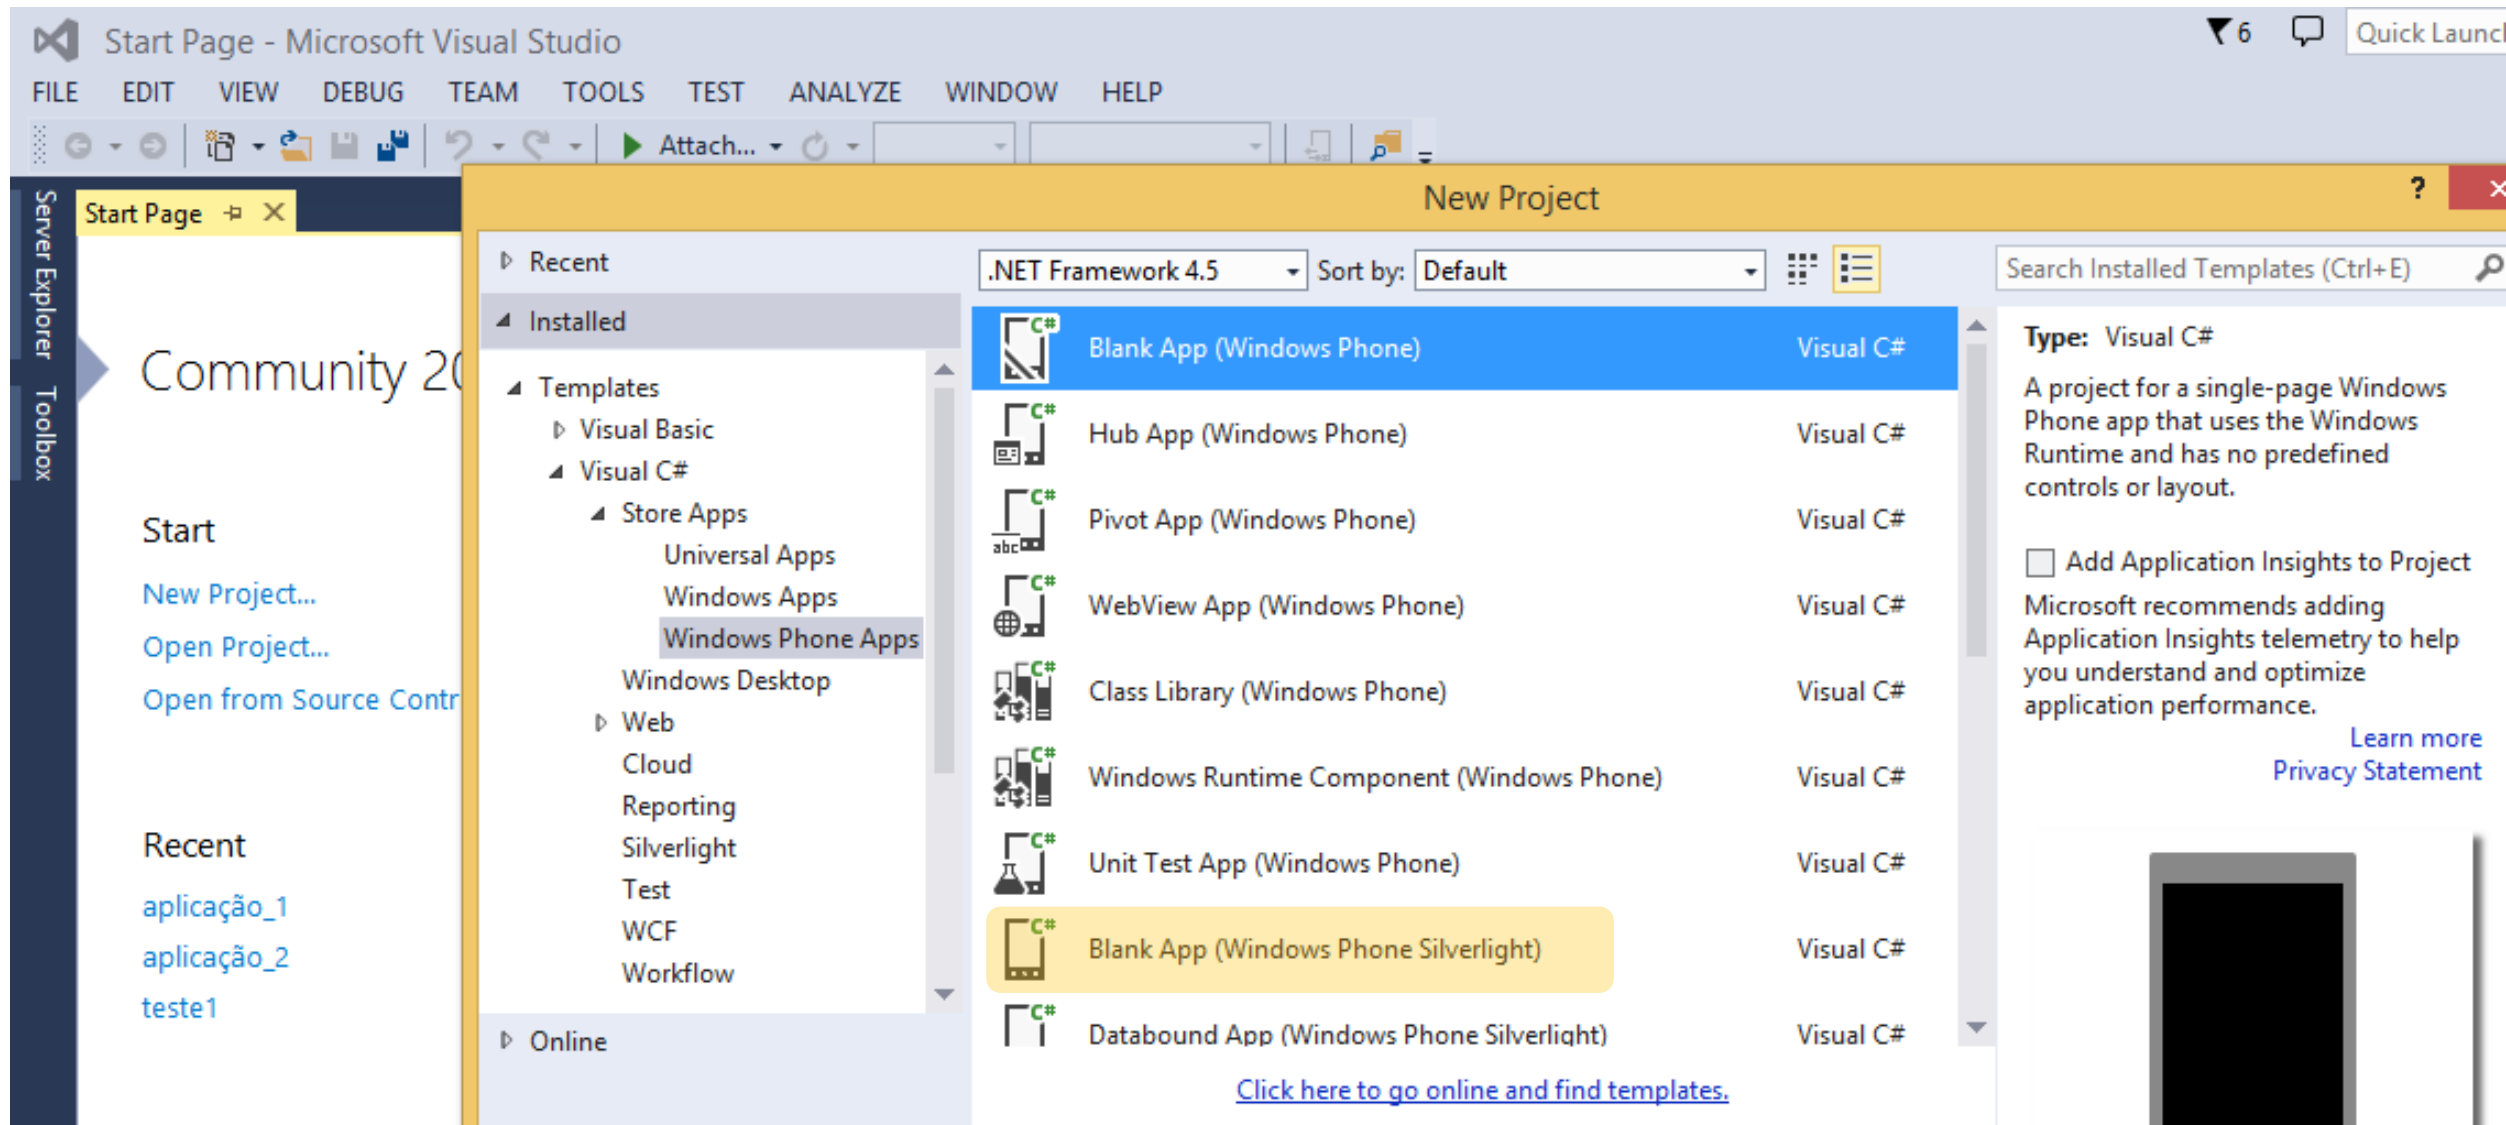 Start Page - Microsoft Visual Studio
6
Quick Launch
FILE EDIT VIEW DEBUG TEAM TOOLS TEST ANALYZE WINDOW HELP
Attach...
Server Explorer
Toolbox
Start Page
Community 20
Start
New Project...
Open Project...
Open from Source Contr
Recent
aplicação_1
aplicação_2
teste1
New Project
?
Recent
Installed
Templates
Visual Basic
Visual C#
Store Apps
Universal Apps
Windows Apps
Windows Phone Apps
Windows Desktop
Web
Cloud
Reporting
Silverlight
Test
WCF
Workflow
Online
.NET Framework 4.5 Sort by: Default
Search Installed Templates (Ctrl+E)
C# Blank App (Windows Phone) Visual C#
C# Hub App (Windows Phone) Visual C#
C# abc Pivot App (Windows Phone) Visual C#
C# WebView App (Windows Phone) Visual C#
C# Class Library (Windows Phone) Visual C#
C# Windows Runtime Component (Windows Phone) Visual C#
C# Unit Test App (Windows Phone) Visual C#
C# Blank App (Windows Phone Silverlight) Visual C#
C# Databound App (Windows Phone Silverlight) Visual C#
Click here to go online and find templates.
Type: Visual C#
A project for a single-page Windows
Phone app that uses the Windows
Runtime and has no predefined
controls or layout.
Add Application Insights to Project
Microsoft recommends adding
Application Insights telemetry to help
you understand and optimize
application performance.
Learn more
Privacy Statement